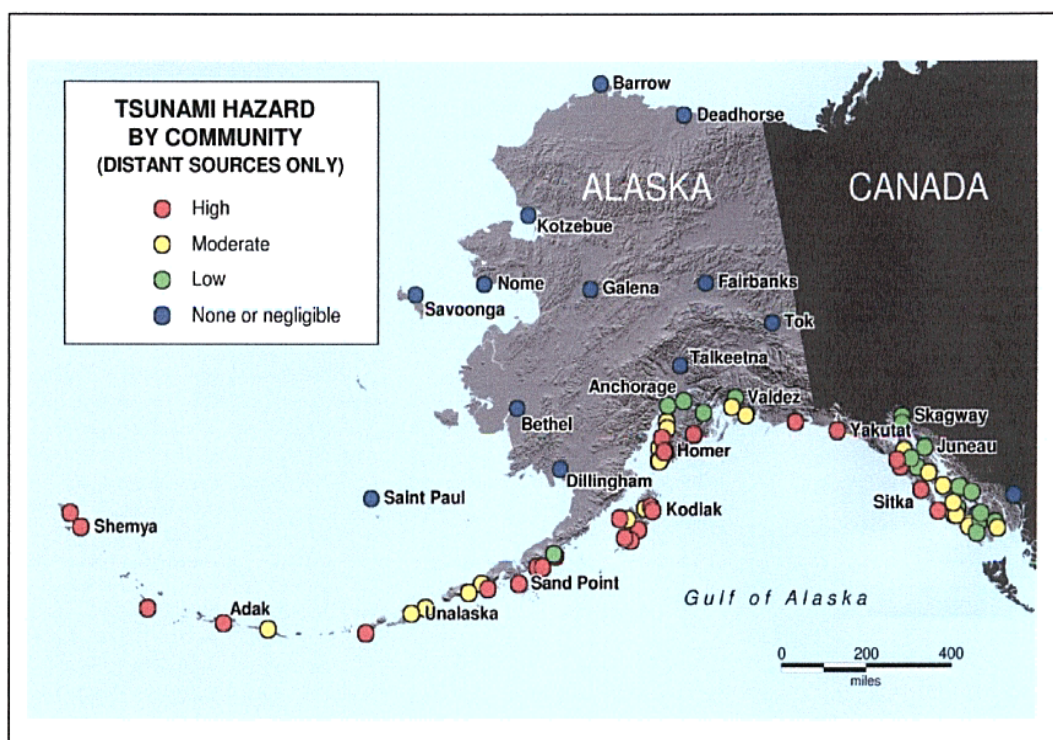 TSUNAMI HAZARD
BY COMMUNITY
(DISTANT SOURCES ONLY)
High
Moderate
Low
None or negligible
Barrow
Deadhorse
ALASKA
CANADA
Kotzebue
Nome
Galena
Fairbanks
Savoonga
Tok
Talkeetna
Anchorage
Valdez
Bethel
Skagway
Yakutat
Juneau
Homer
Dillingham
Saint Paul
Sitka
Kodiak
Shemya
Sand Point
Gulf of Alaska
Adak
Unalaska
0 200 400
miles